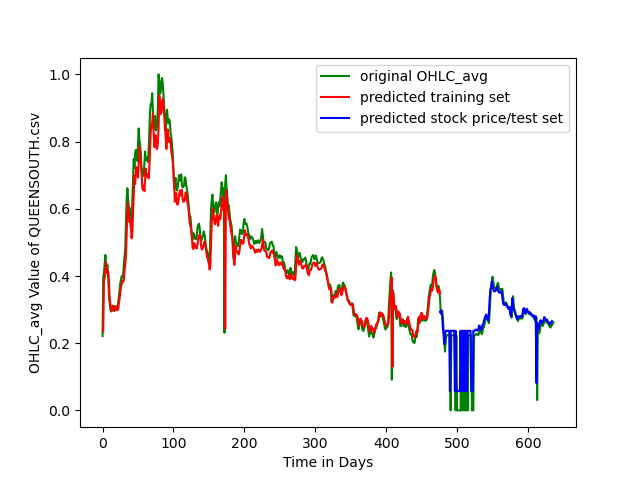 original OHLC_avg
predicted training set
predicted stock price/test set
OHLC_avg Value of QUEENSOUTH.csv
1.0
0.8
0.6
0.4
0.2
0.0
0 100 200 300 400 500 600
Time in Days